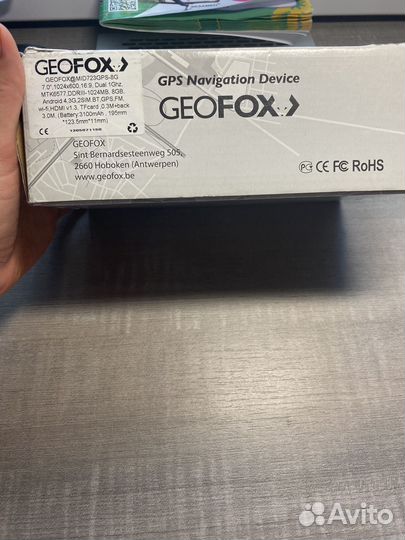 GEOFOX
GEOFOX@MID723GPS-8G
7.0",1024x600,16:9, Dual 1Ghz,
MTK6577,DDRIII-1024MB, 8GB,
Android 4,3G,2SIM,BT,GPS,FM,
wi-fi,HDMI v1.3, TFcard ,0.3M+back
3.0M, (Battery:3100mAh , 195mm
*123.5mm*11mm)
CE
GPS Navigation Device
GEOFOX
GEOFOX
Sint Bernardsesteenweg 505,
2660 Hoboken (Antwerpen)
www.geofox.be
CE FC RoHS
Avito